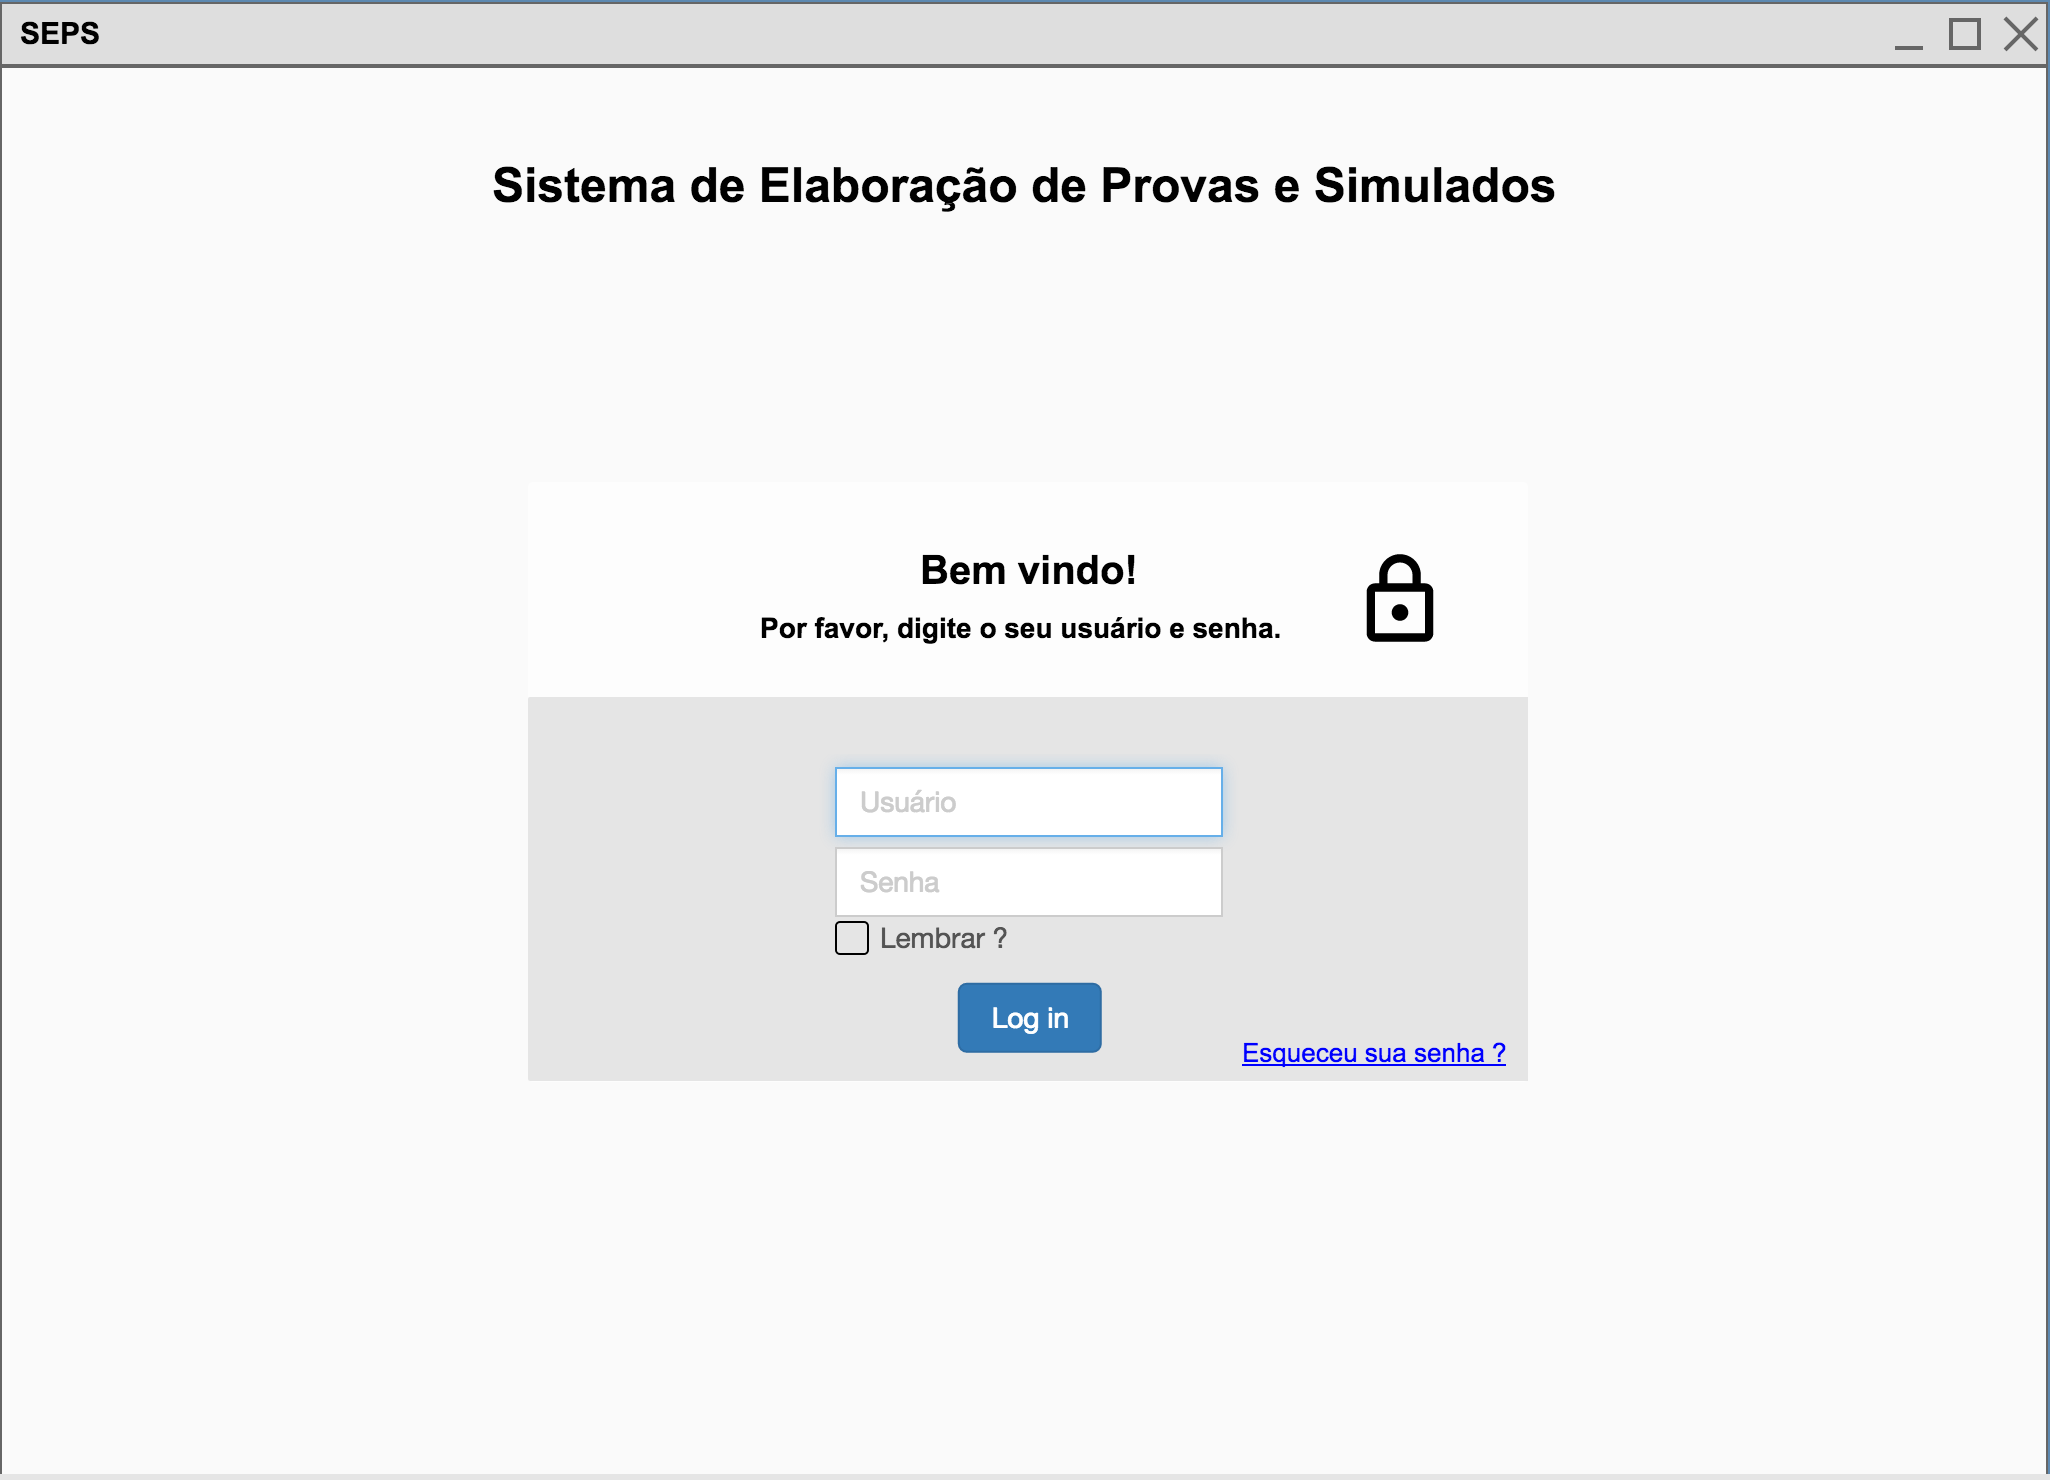 SEPS
Sistema de Elaboração de Provas e Simulados
Bem vindo!
Por favor, digite o seu usuário e senha.
Usuário
Senha
Lembrar ?
Log in
Esqueceu sua senha ?